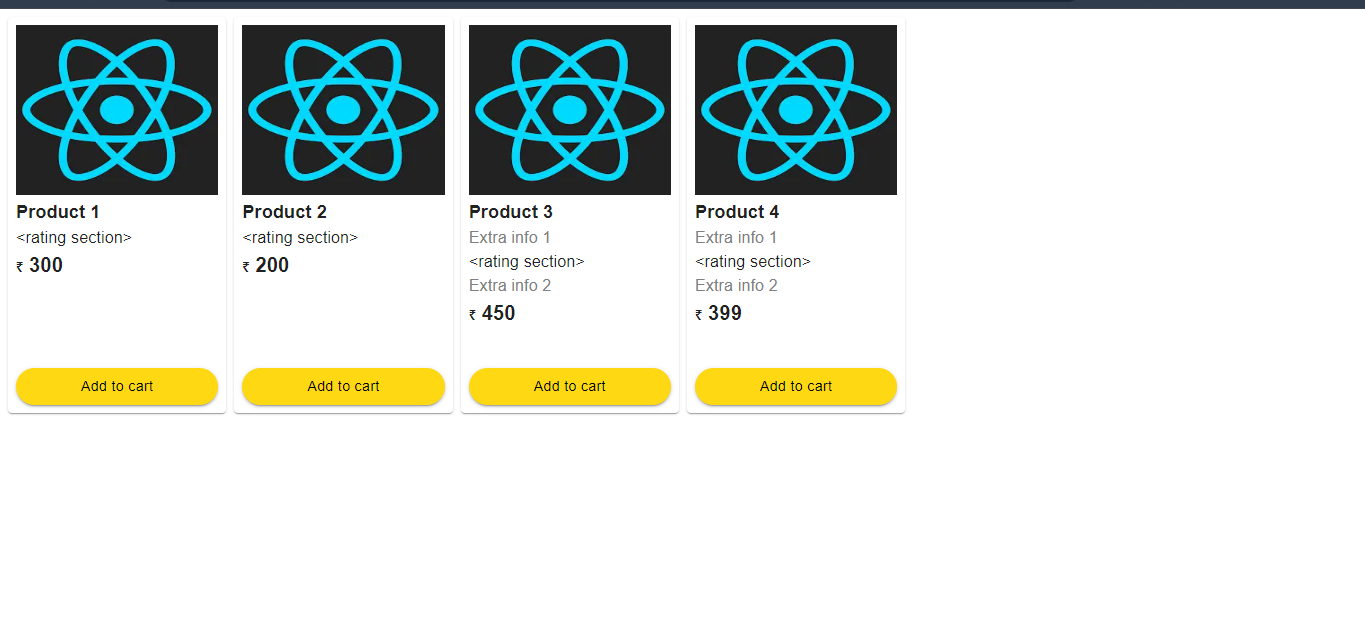 Product 1
<rating section>
₹ 300
Add to cart
Product 2
<rating section>
₹ 200
Add to cart
Product 3
Extra info 1
<rating section>
Extra info 2
₹ 450
Add to cart
Product 4
Extra info 1
<rating section>
Extra info 2
₹ 399
Add to cart